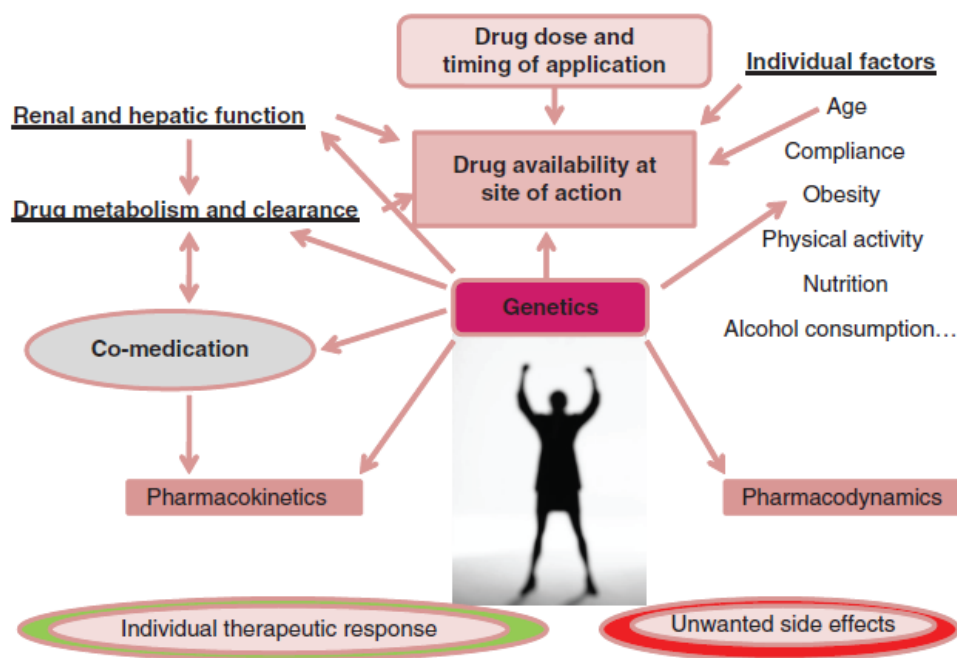 Drug dose and
timing of application
Individual factors
Renal and hepatic function
Age
Drug availability at
site of action
Compliance
Drug metabolism and clearance
Obesity
Physical activity
Genetics
Nutrition
Alcohol consumption…
Co-medication
Pharmacokinetics
Pharmacodynamics
Individual therapeutic response
Unwanted side effects